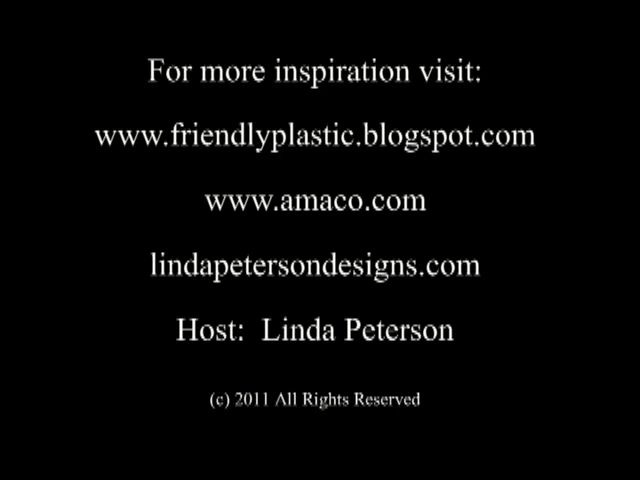 For more inspiration visit:
www.friendlyplastic.blogspot.com
www.amaco.com
lindapetersondesigns.com
Host:  Linda Peterson
(c) 2011 All Rights Reserved